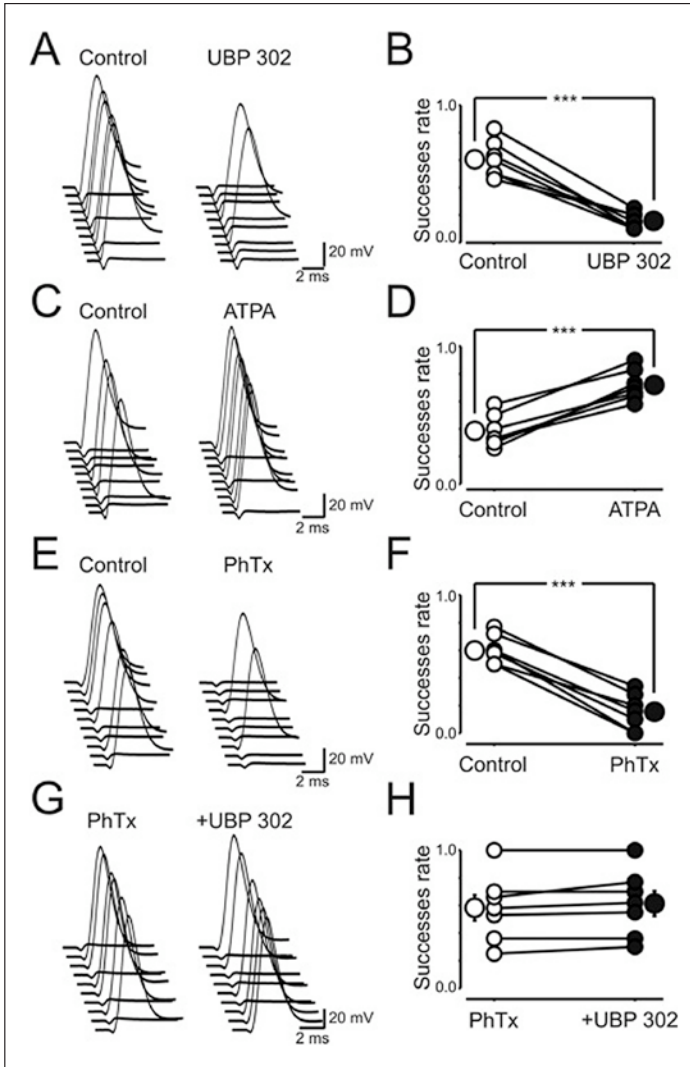 A
Control
UBP 302
20 mV
2 ms
B
***
1.0
Successes rate
0.0
Control
UBP 302
C
Control
ATPA
20 mV
2 ms
D
***
1.0
Successes rate
0.0
Control
ATPA
E
Control
PhTx
20 mV
2 ms
F
***
1.0
Successes rate
0.0
Control
PhTx
G
PhTx
+UBP 302
20 mV
2 ms
H
1.0
Successes rate
0.0
PhTx
+UBP 302